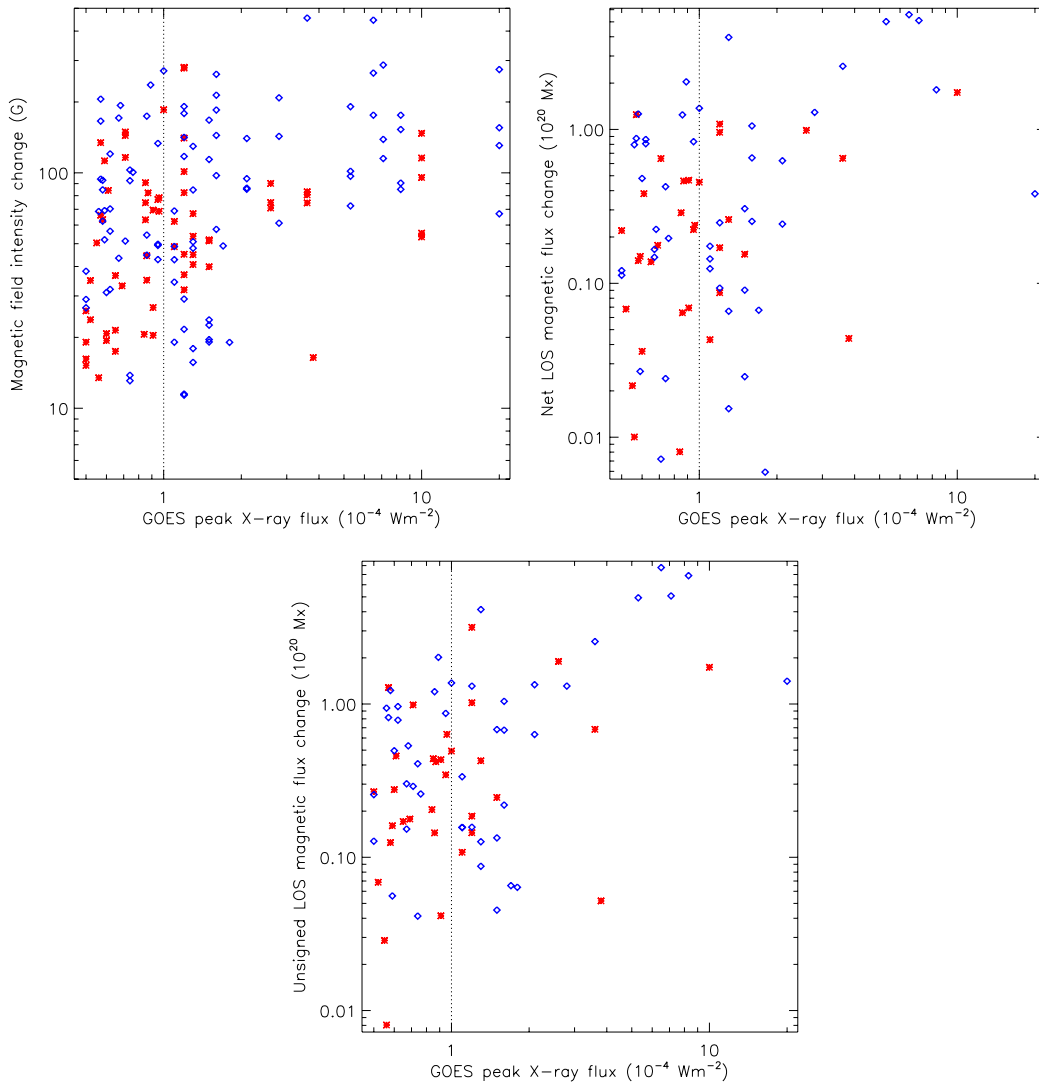 Magnetic field intensity change (G)
100
10
1
10
GOES peak X-ray flux (10⁻⁴ Wm⁻²)
Net LOS magnetic flux change (10²⁰ Mx)
1.00
0.10
0.01
1
10
GOES peak X-ray flux (10⁻⁴ Wm⁻²)
Unsigned LOS magnetic flux change (10²⁰ Mx)
1.00
0.10
0.01
1
10
GOES peak X-ray flux (10⁻⁴ Wm⁻²)